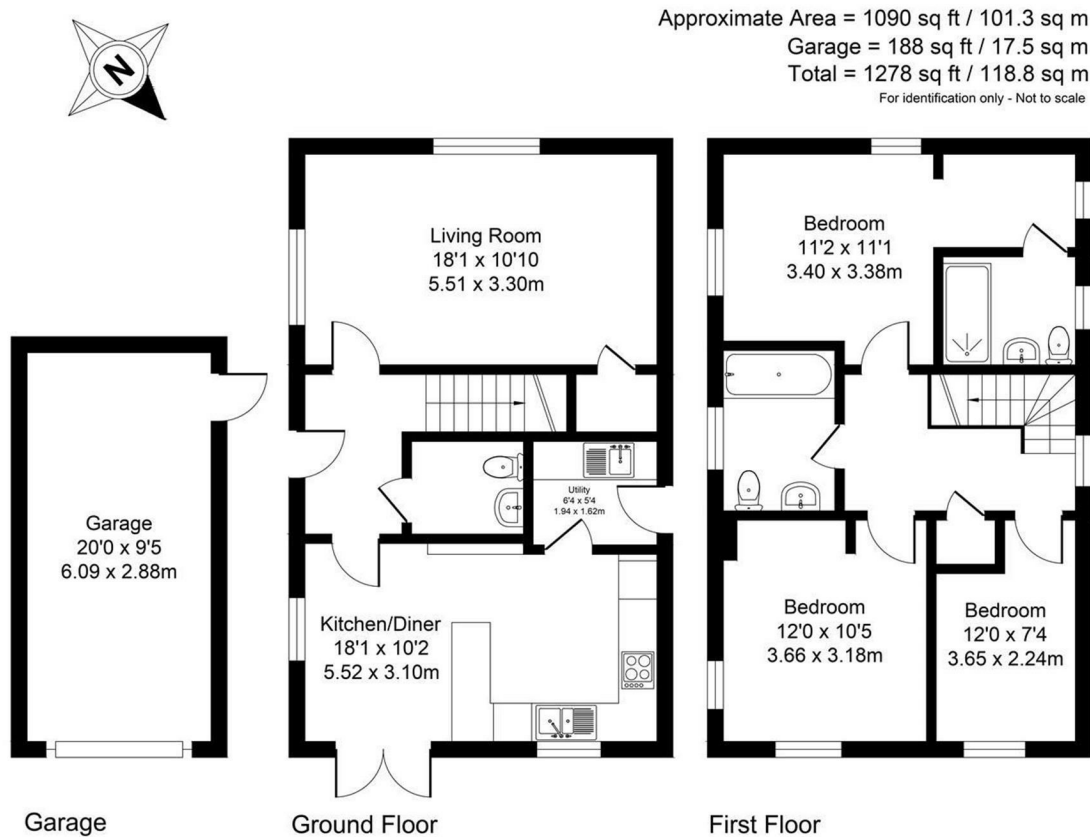 Approximate Area = 1090 sq ft / 101.3 sq m
Garage = 188 sq ft / 17.5 sq m
Total = 1278 sq ft / 118.8 sq m
For identification only - Not to scale
N
Living Room
18'1 x 10'10
5.51 x 3.30m
Bedroom
11'2 x 11'1
3.40 x 3.38m
Garage
20'0 x 9'5
6.09 x 2.88m
Utility
6'4 x 5'4
1.94 x 1.62m
Kitchen/Diner
18'1 x 10'2
5.52 x 3.10m
Bedroom
12'0 x 10'5
3.66 x 3.18m
Bedroom
12'0 x 7'4
3.65 x 2.24m
Garage
Ground Floor
First Floor